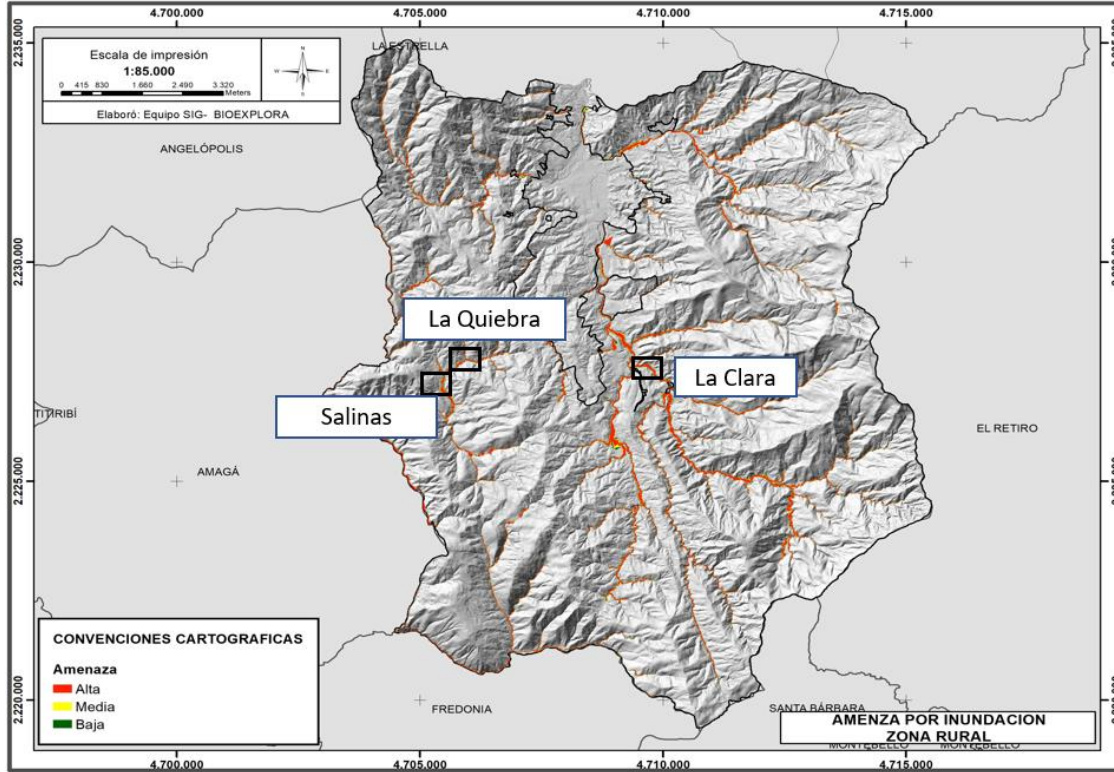 4.700.000
4.705.000
4.710.000
4.715.000
2.235.000
2.230.000
2.225.000
2.220.000
Escala de impresión
1:85.000
0 415 830 1.660 2.490 3.320
Meters
N
W E
S
Elaboró: Equipo SIG- BIOEXPLORA
LA ESTRELLA
ANGELÓPOLIS
La Quiebra
La Clara
Salinas
TITIRIBÍ
AMAGÁ
EL RETIRO
CONVENCIONES CARTOGRAFICAS
Amenaza
Alta
Media
Baja
FREDONIA
SANTA BÁRBARA
AMENZA POR INUNDACION
ZONA RURAL
MONTEBELLO
MONTEBELLO
4.700.000
4.705.000
4.710.000
4.715.000